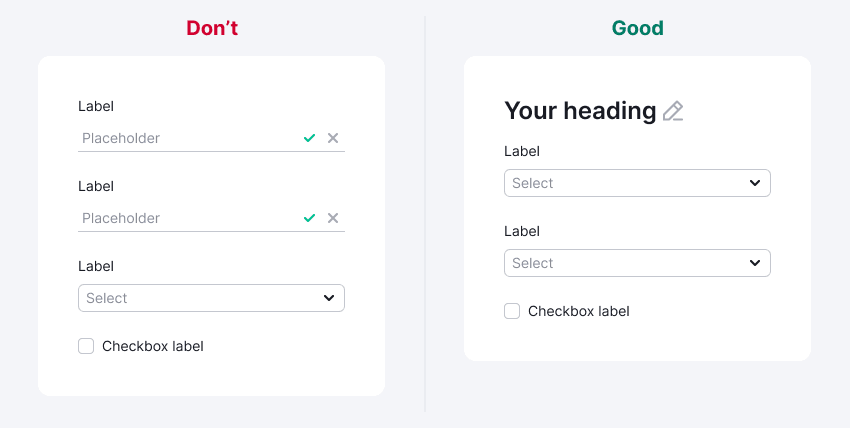 Don’t
Label
Placeholder
Label
Placeholder
Label
Select
Checkbox label
Good
Your heading
Label
Select
Label
Select
Checkbox label